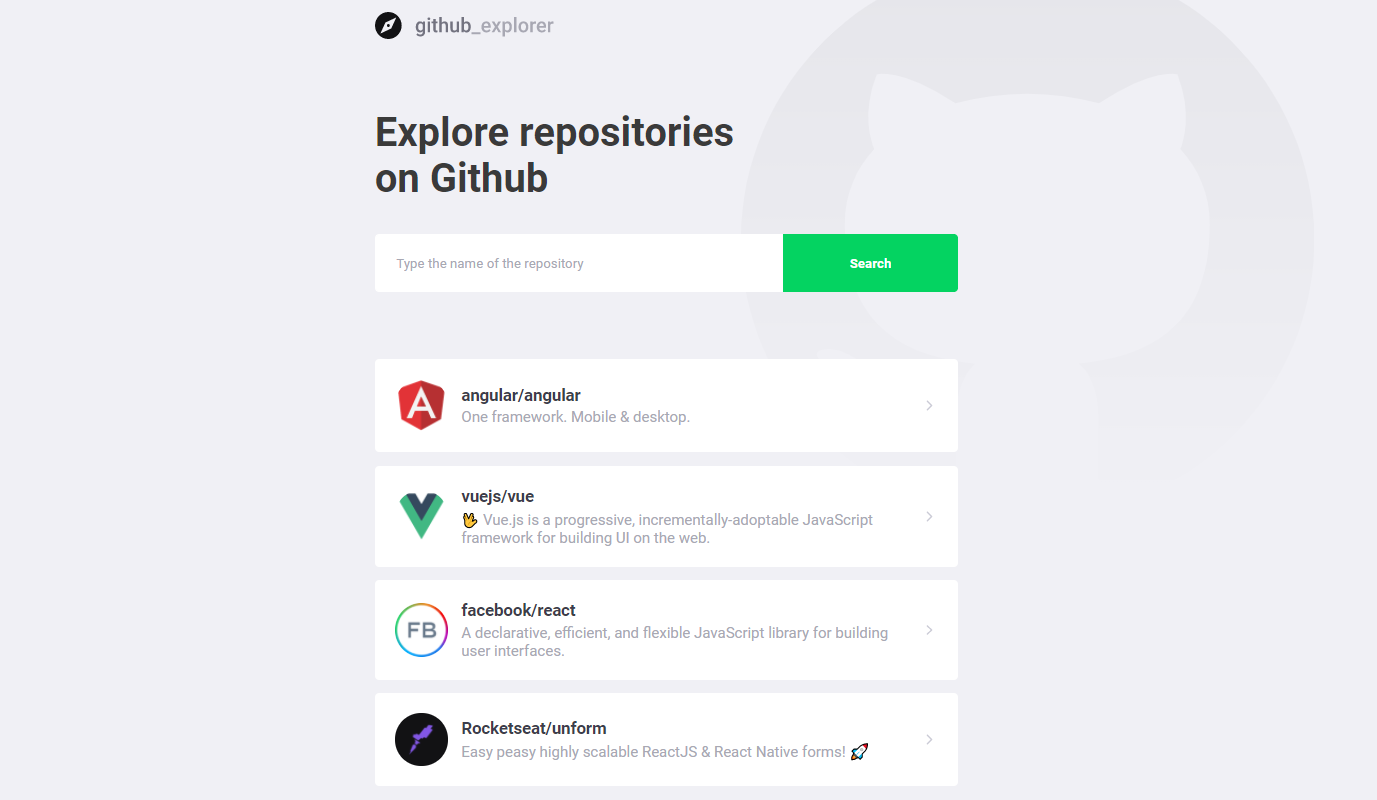 github_explorer
Explore repositories
on Github
Type the name of the repository
Search
angular/angular
One framework. Mobile & desktop.
vuejs/vue
🖖 Vue.js is a progressive, incrementally-adoptable JavaScript
framework for building UI on the web.
FB
facebook/react
A declarative, efficient, and flexible JavaScript library for building
user interfaces.
Rocketseat/unform
Easy peasy highly scalable ReactJS & React Native forms! 🚀